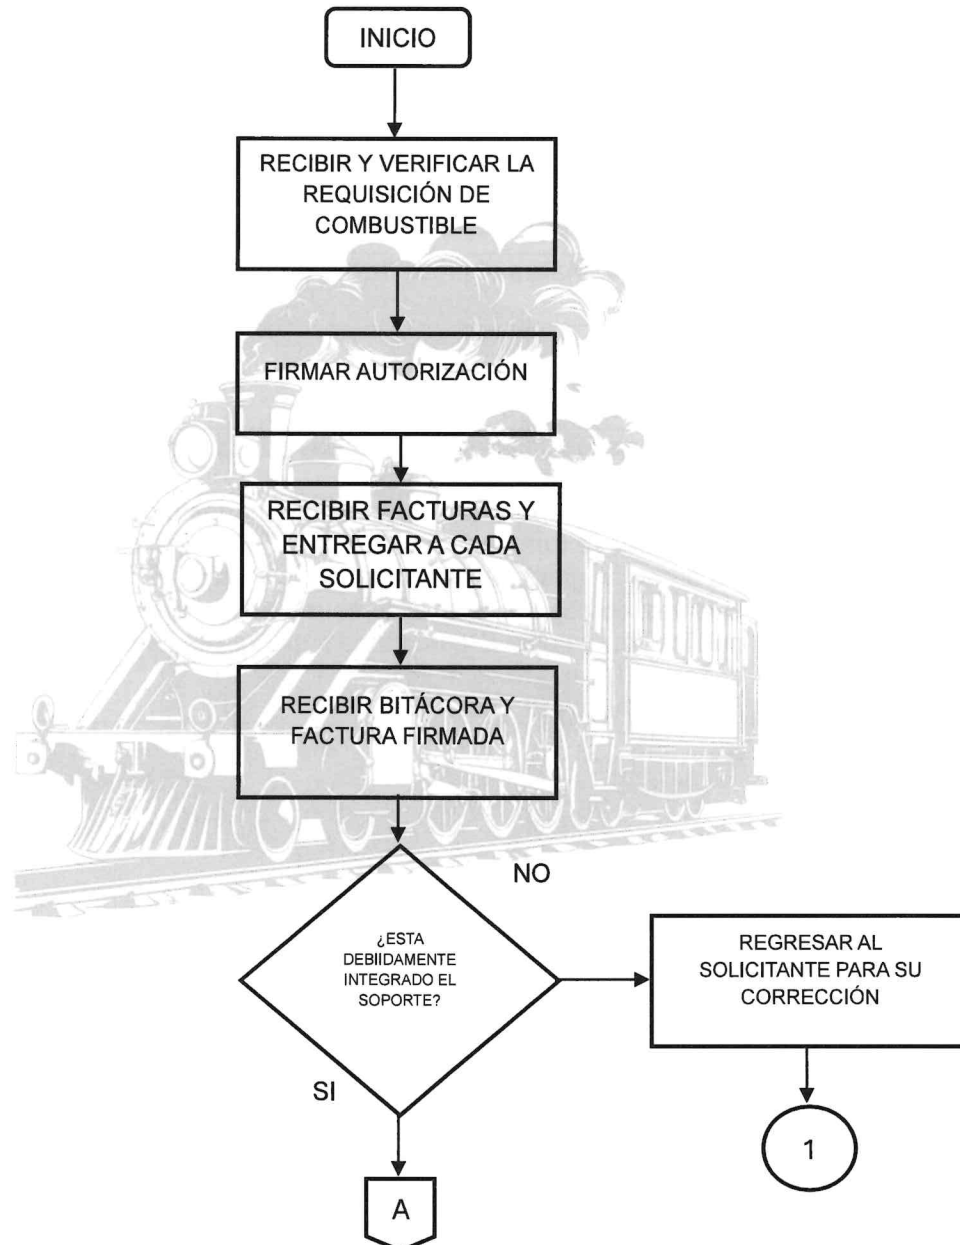 INICIO
RECIBIR Y VERIFICAR LA
REQUISICIÓN DE
COMBUSTIBLE
FIRMAR AUTORIZACIÓN
RECIBIR FACTURAS Y
ENTREGAR A CADA
SOLICITANTE
RECIBIR BITÁCORA Y
FACTURA FIRMADA
NO
¿ESTA
DEBIIDAMENTE
INTEGRADO EL
SOPORTE?
REGRESAR AL
SOLICITANTE PARA SU
CORRECCIÓN
SI
1
A